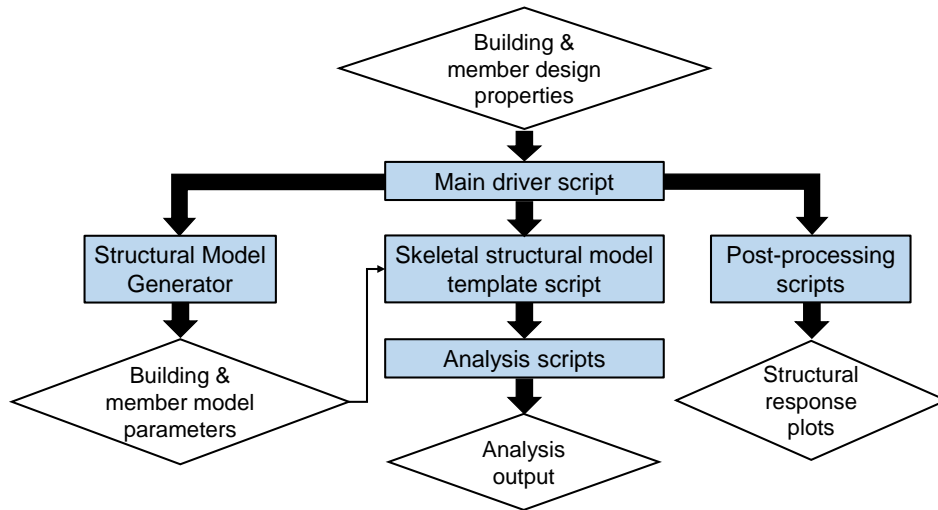 Building &
member design
properties
Main driver script
Structural Model
Generator
Skeletal structural model
template script
Post-processing
scripts
Analysis scripts
Building &
member model
parameters
Structural
response
plots
Analysis
output